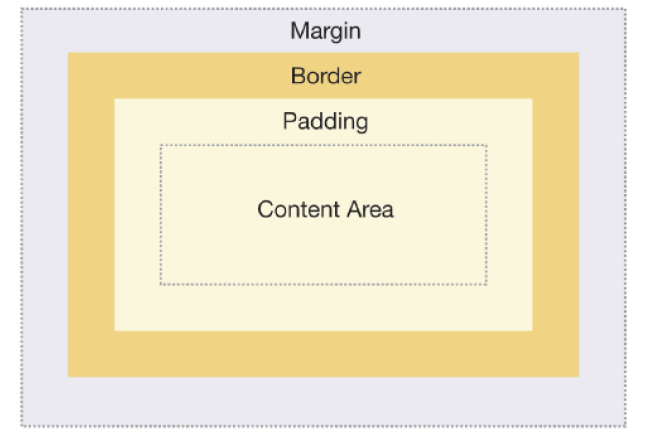 Margin
Border
Padding
Content Area